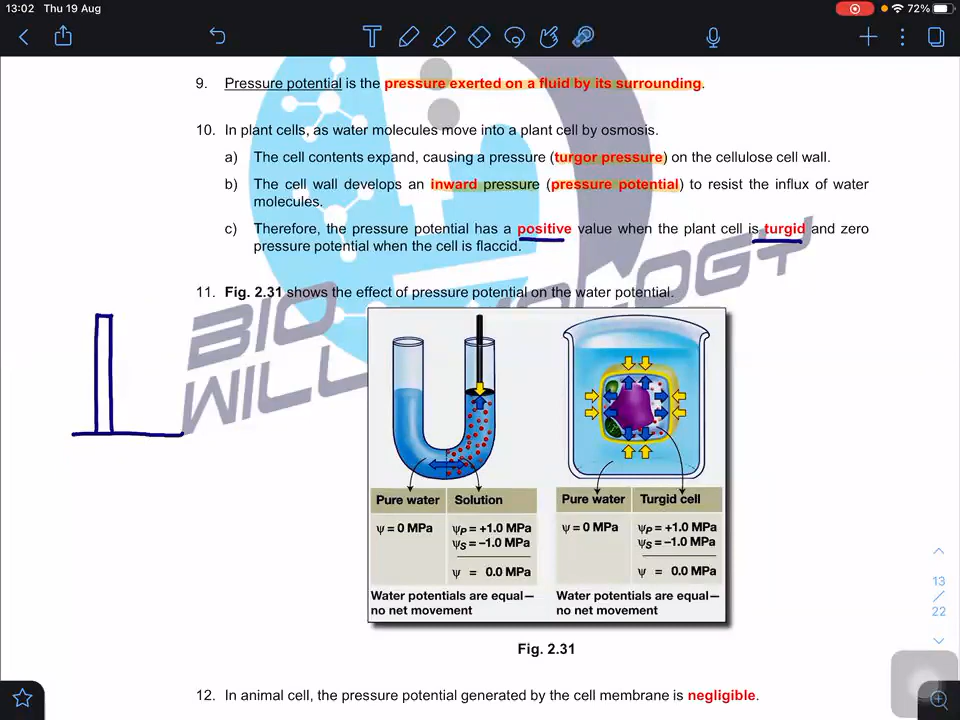 13:02 Thu 19 Aug
72%
9. Pressure potential is the pressure exerted on a fluid by its surrounding.
10. In plant cells, as water molecules move into a plant cell by osmosis.
a) The cell contents expand, causing a pressure (turgor pressure) on the cellulose cell wall.
b) The cell wall develops an inward pressure (pressure potential) to resist the influx of water
molecules.
c) Therefore, the pressure potential has a positive value when the plant cell is turgid and zero
pressure potential when the cell is flaccid.
11. Fig. 2.31 shows the effect of pressure potential on the water potential.
BIO
WILL
OLOGY
Pure water Solution
ψ = 0 MPa ψP = +1.0 MPa
ψS = –1.0 MPa
ψ = 0.0 MPa
Water potentials are equal—
no net movement
Pure water Turgid cell
ψ = 0 MPa ψP = +1.0 MPa
ψS = –1.0 MPa
ψ = 0.0 MPa
Water potentials are equal—
no net movement
Fig. 2.31
12. In animal cell, the pressure potential generated by the cell membrane is negligible.
13
/
22